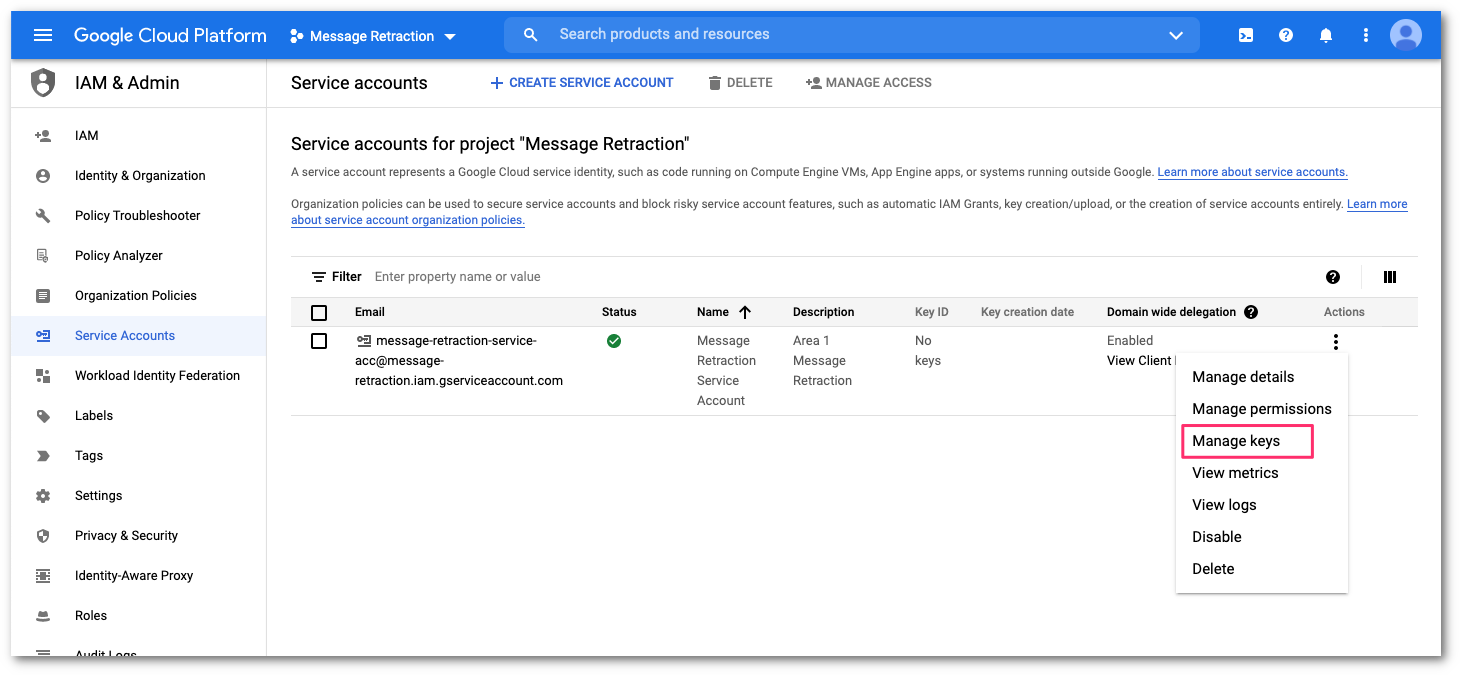 Google Cloud Platform
Message Retraction
Search products and resources
IAM & Admin
Service accounts
CREATE SERVICE ACCOUNT
DELETE
MANAGE ACCESS
IAM
Identity & Organization
Policy Troubleshooter
Policy Analyzer
Organization Policies
Service Accounts
Workload Identity Federation
Labels
Tags
Settings
Privacy & Security
Identity-Aware Proxy
Roles
Audit Logs
Service accounts for project "Message Retraction"
A service account represents a Google Cloud service identity, such as code running on Compute Engine VMs, App Engine apps, or systems running outside Google. Learn more about service accounts.
Organization policies can be used to secure service accounts and block risky service account features, such as automatic IAM Grants, key creation/upload, or the creation of service accounts entirely. Learn more
about service account organization policies.
Filter Enter property name or value
Email Status Name Description Key ID Key creation date Domain wide delegation Actions
message-retraction-service-
acc@message-
retraction.iam.gserviceaccount.com
Message
Retraction
Service
Account
Area 1
Message
Retraction
No
keys
Enabled
View Client
Manage details
Manage permissions
Manage keys
View metrics
View logs
Disable
Delete